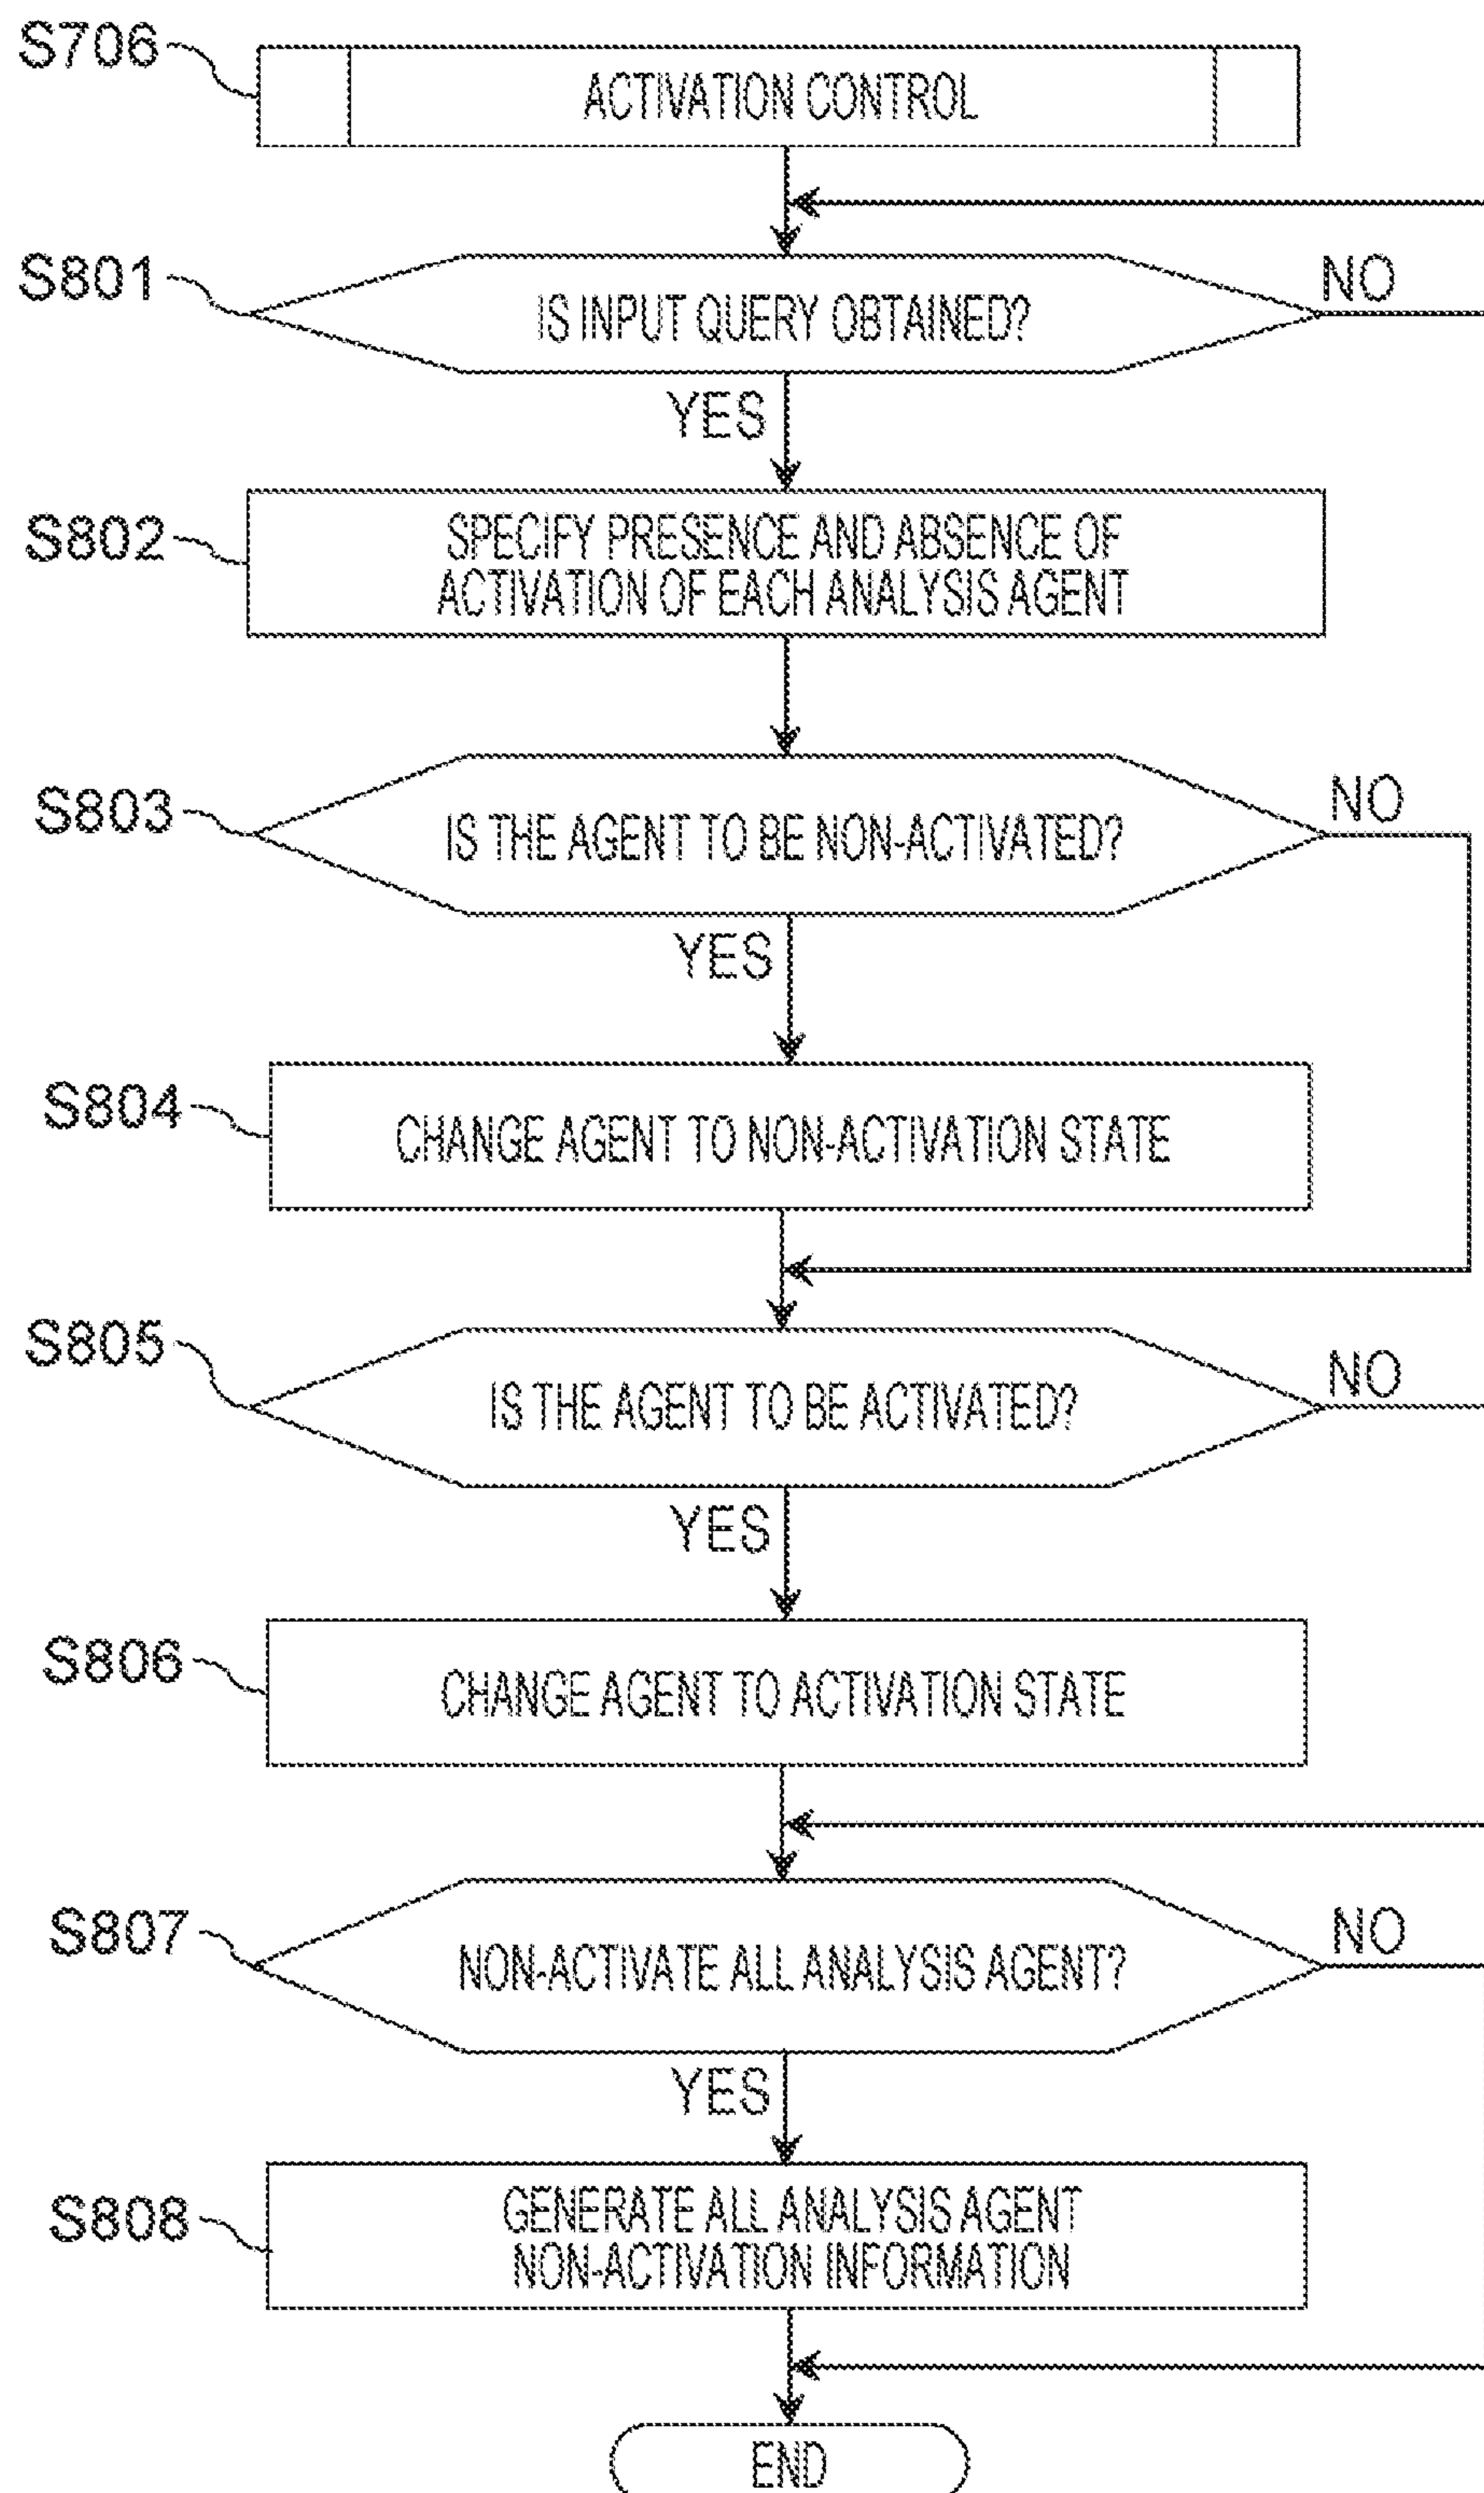 S706
ACTIVATION CONTROL
S801
IS INPUT QUERY OBTAINED?
NO
YES
S802
SPECIFY PRESENCE AND ABSENCE OF
ACTIVATION OF EACH ANALYSIS AGENT
S803
IS THE AGENT TO BE NON-ACTIVATED?
NO
YES
S804
CHANGE AGENT TO NON-ACTIVATION STATE
S805
IS THE AGENT TO BE ACTIVATED?
NO
YES
S806
CHANGE AGENT TO ACTIVATION STATE
S807
NON-ACTIVATE ALL ANALYSIS AGENT?
NO
YES
S808
GENERATE ALL ANALYSIS AGENT
NON-ACTIVATION INFORMATION
END